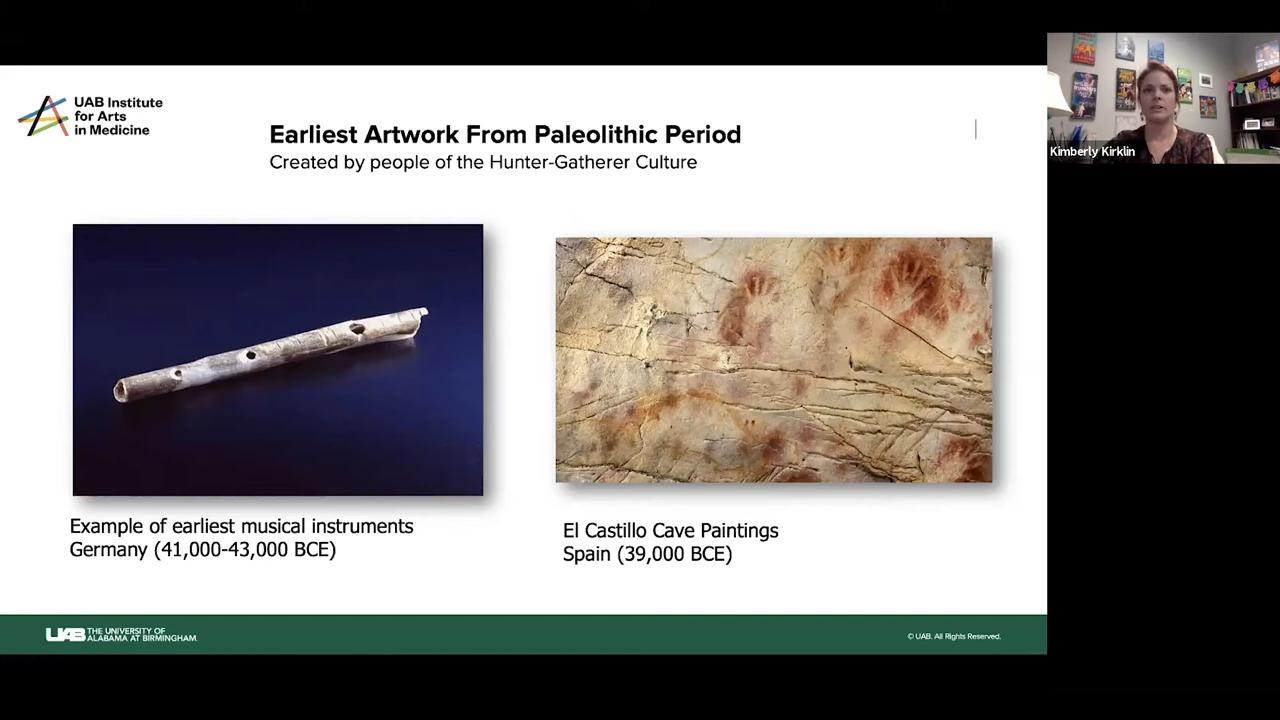 UAB Institute
for Arts
in Medicine
Earliest Artwork From Paleolithic Period
Created by people of the Hunter-Gatherer Culture
Kimberly Kirklin
Example of earliest musical instruments
Germany (41,000-43,000 BCE)
El Castillo Cave Paintings
Spain (39,000 BCE)
UAB THE UNIVERSITY OF
ALABAMA AT BIRMINGHAM.
© UAB. All Rights Reserved.